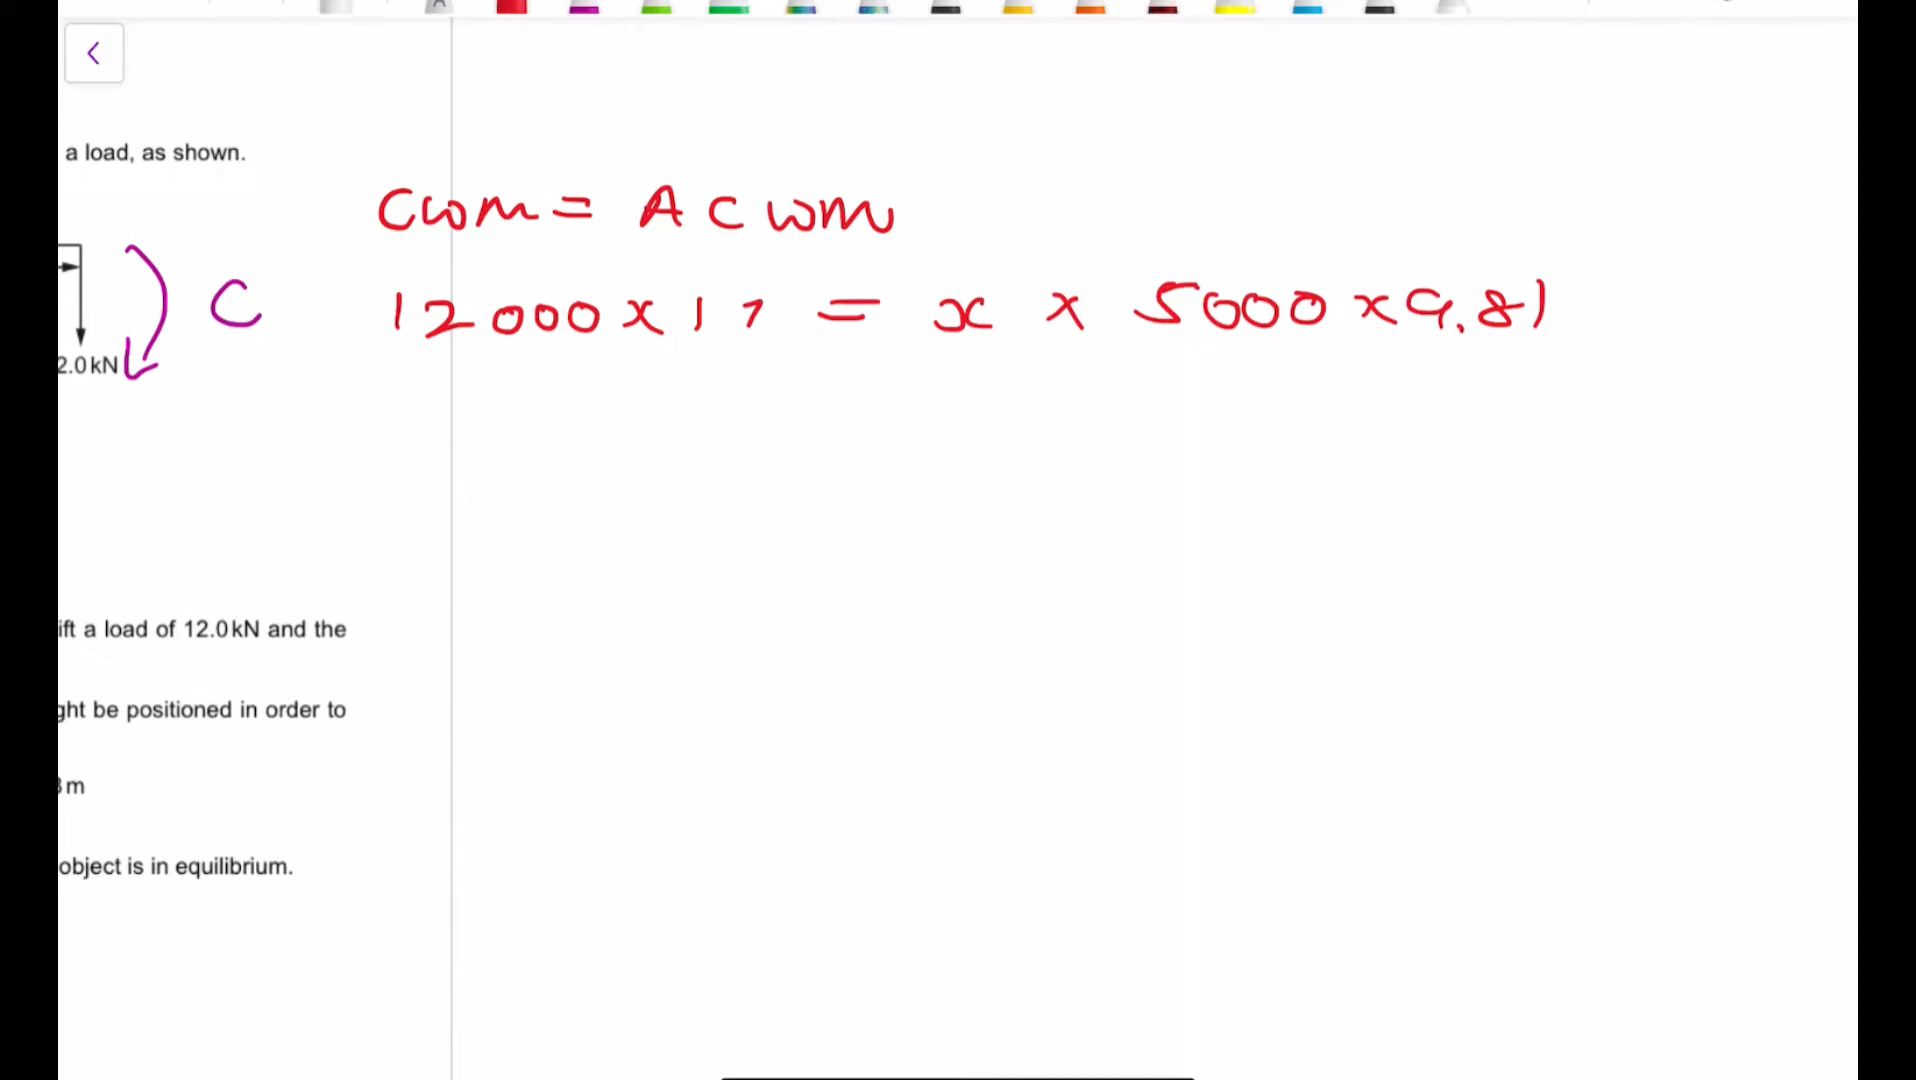 a load, as shown.
CWM = ACWM
C 12000 x 17 = x x 5000 x 9.81
2.0 kN
ift a load of 12.0 kN and the
ght be positioned in order to
m
object is in equilibrium.